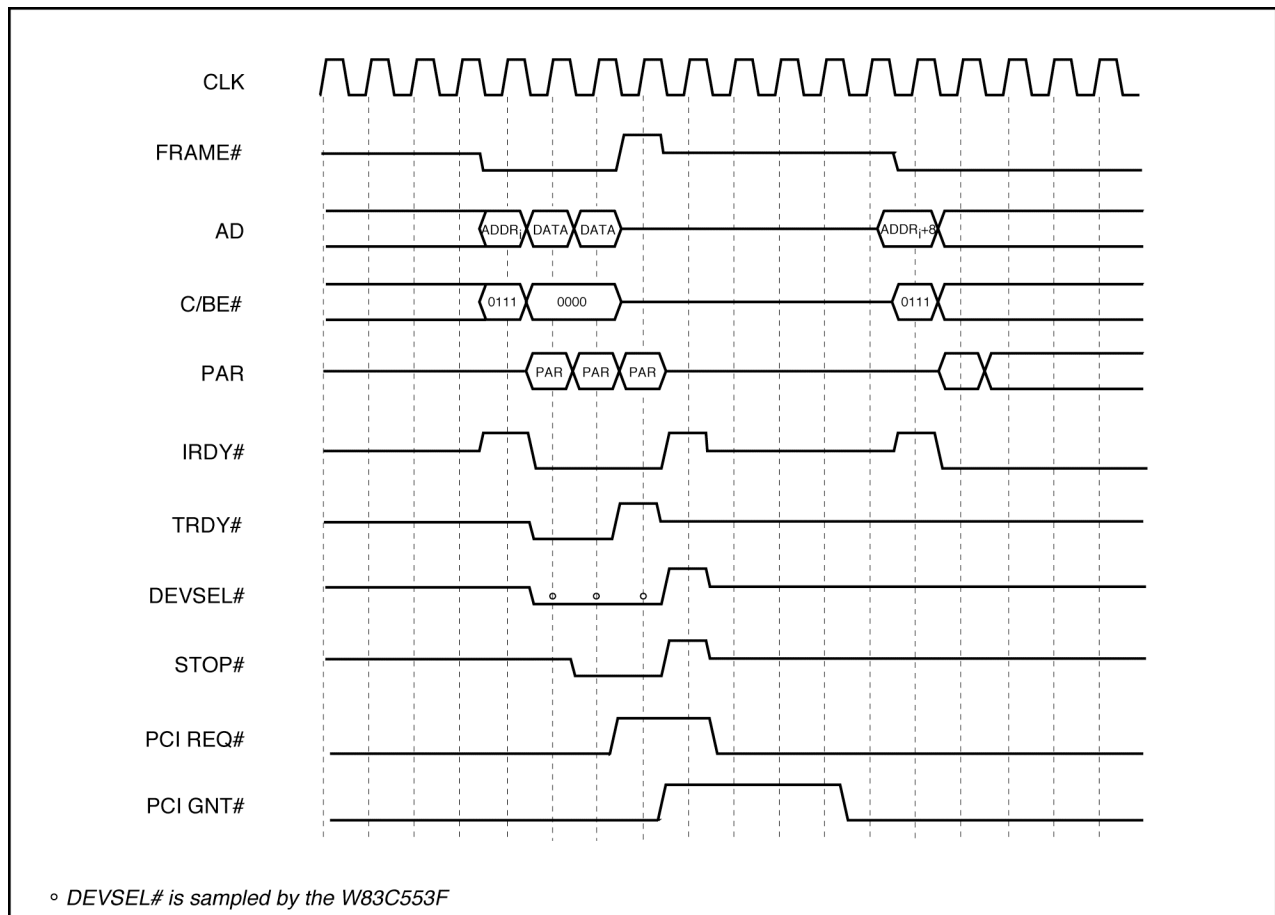 CLK
FRAME#
AD
ADDRi DATA DATA ADDRi+8
C/BE#
0111 0000 0111
PAR
PAR PAR PAR
IRDY#
TRDY#
DEVSEL#
STOP#
PCI REQ#
PCI GNT#
° DEVSEL# is sampled by the W83C553F